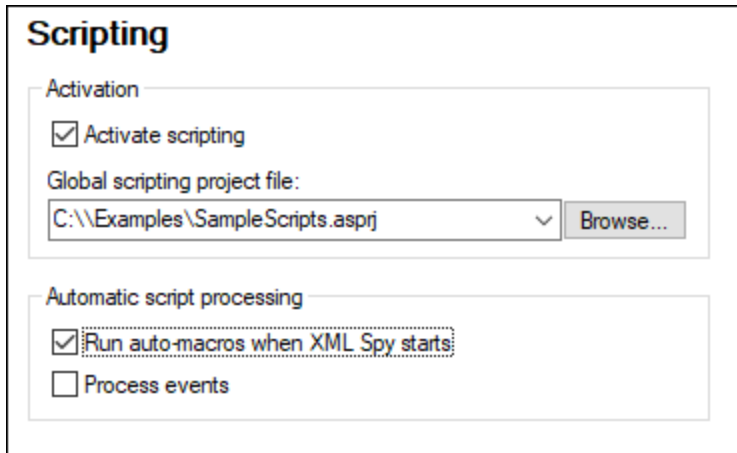 Scripting
Activation
Activate scripting
Global scripting project file:
C:\\Examples\SampleScripts.asprj
Browse...
Automatic script processing
Run auto-macros when XML Spy starts
Process events